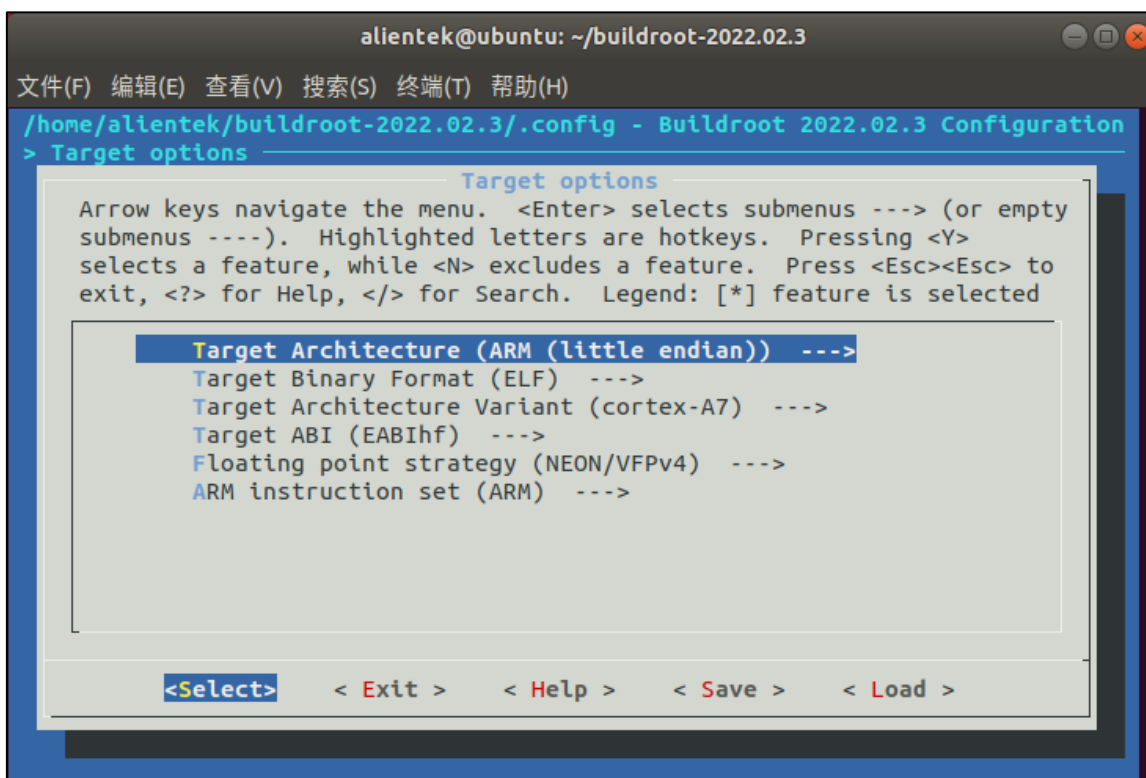 alientek@ubuntu: ~/buildroot-2022.02.3
文件(F) 编辑(E) 查看(V) 搜索(S) 终端(T) 帮助(H)
/home/alientek/buildroot-2022.02.3/.config - Buildroot 2022.02.3 Configuration
> Target options
Target options
Arrow keys navigate the menu.  <Enter> selects submenus ---> (or empty
submenus ----).  Highlighted letters are hotkeys.  Pressing <Y>
selects a feature, while <N> excludes a feature.  Press <Esc><Esc> to
exit, <?> for Help, </> for Search.  Legend: [*] feature is selected
Target Architecture (ARM (little endian))  --->
Target Binary Format (ELF)  --->
Target Architecture Variant (cortex-A7)  --->
Target ABI (EABIhf)  --->
Floating point strategy (NEON/VFPv4)  --->
ARM instruction set (ARM)  --->
<Select>    < Exit >    < Help >    < Save >    < Load >